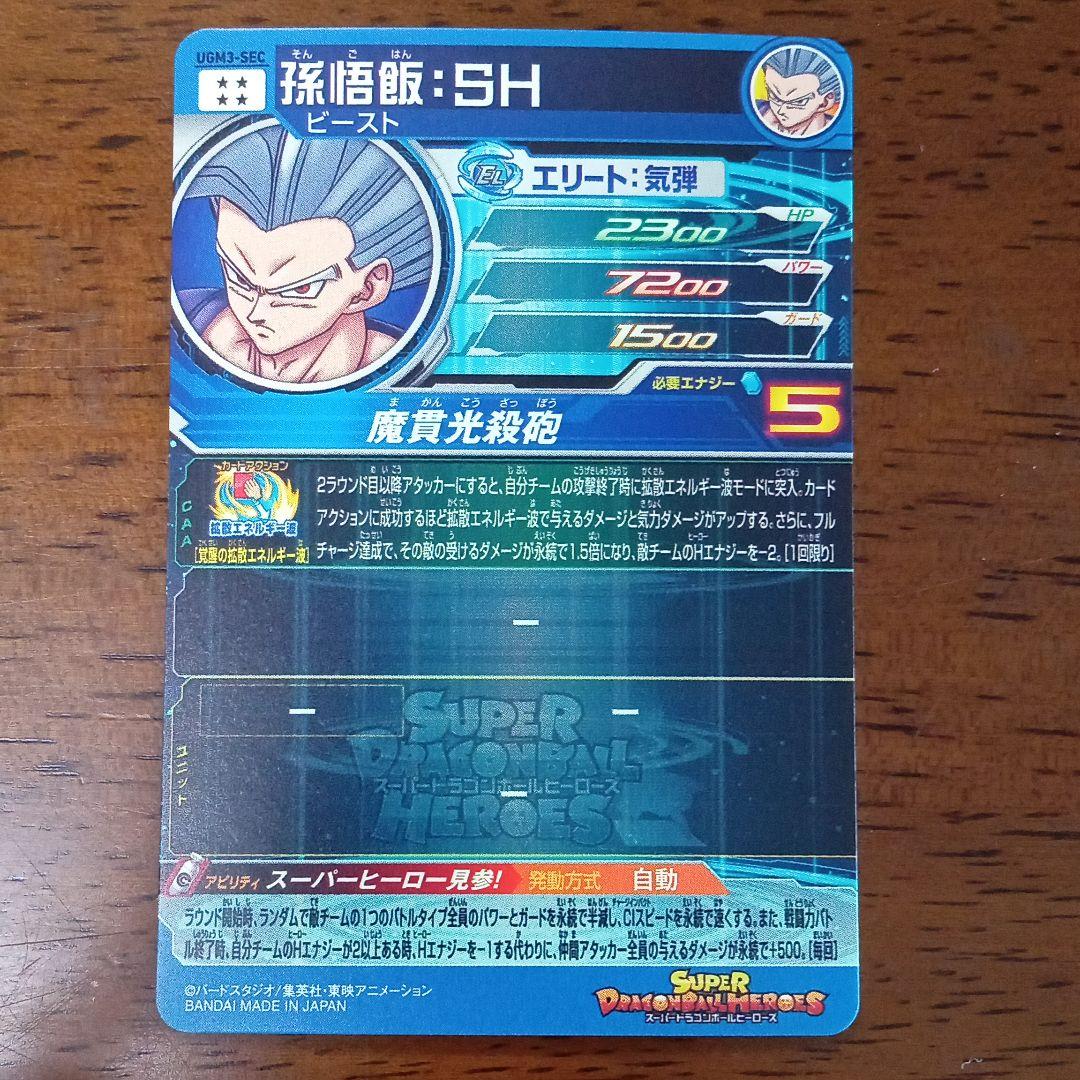 UGM3-SEC
そん ご はん
孫悟飯:SH
ビースト
EL エリート:気弾
HP
2300
パワー
7200
ガード
1500
必要エナジー
5
ま かん こう さっ ぽう
魔貫光殺砲
CAA
カードアクション
拡散エネルギー波
[覚醒の拡散エネルギー波]
2ラウンド目以降アタッカーにすると、自分チームの攻撃終了時に拡散エネルギー波モードに突入。カード
アクションに成功するほど拡散エネルギー波で与えるダメージと気力ダメージがアップする。さらに、フル
チャージ達成で、その敵の受けるダメージが永続で1.5倍になり、敵チームのHエナジーを−2。[1回限り]
ー
ー ー
ユニット
ー
SUPER
DRAGONBALL
スーパードラゴンボールヒーローズ
HEROES
アビリティ スーパーヒーロー見参! 発動方式 自動
ラウンド開始時、ランダムで敵チームの1つのバトルタイプ全員のパワーとガードを永続で半減し、CIスピードを永続で速くする。また、戦闘力バト
ル終了時、自分チームのHエナジーが2以上ある時、Hエナジーを−1する代わりに、仲間アタッカー全員の与えるダメージが永続で+500。[毎回]
©バードスタジオ/集英社・東映アニメーション
BANDAI MADE IN JAPAN
SUPER
DRAGONBALL HEROES
スーパードラゴンボールヒーローズ